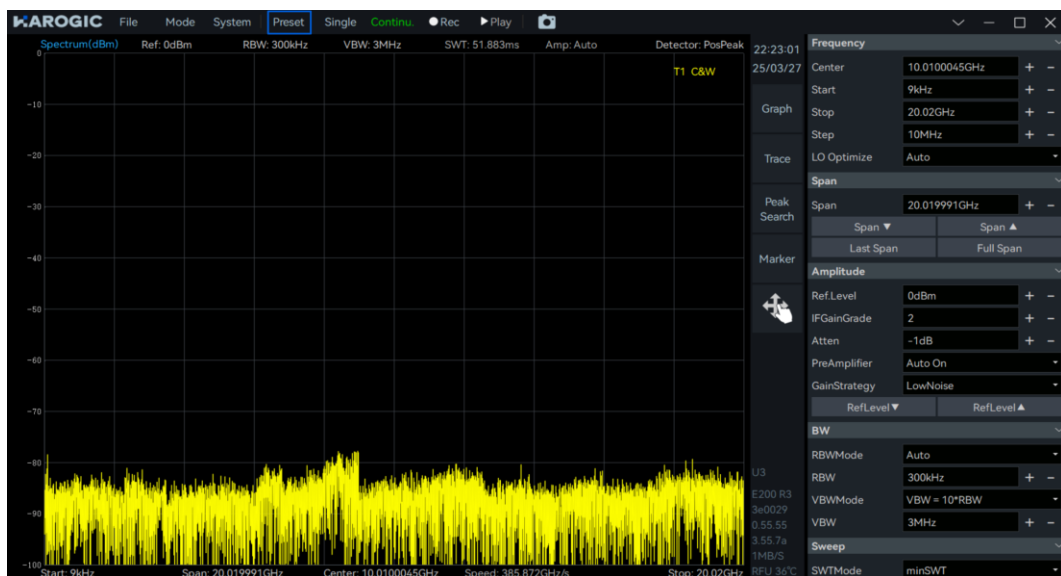 HAROGIC File Mode System Preset Single Continu. Rec Play
Spectrum(dBm) Ref: 0dBm RBW: 300kHz VBW: 3MHz SWT: 51.883ms Amp: Auto Detector: PosPeak
T1 C&W
0
-10
-20
-30
-40
-50
-60
-70
-80
-90
-100
Start: 9kHz Span: 20.019991GHz Center: 10.0100045GHz Speed: 385.872GHz/s Stop: 20.02GHz
22:23:01
25/03/27
Graph
Trace
Peak
Search
Marker
U3
E200 R3
3e0029
0.55.55
3.55.7a
1MB/S
RFU 36°C
Frequency
Center 10.0100045GHz + -
Start 9kHz + -
Stop 20.02GHz + -
Step 10MHz + -
LO Optimize Auto
Span
Span 20.019991GHz + -
Span ▼ Span ▲
Last Span Full Span
Amplitude
Ref.Level 0dBm + -
IFGainGrade 2 + -
Atten -1dB + -
PreAmplifier Auto On
GainStrategy LowNoise
RefLevel▼ RefLevel▲
BW
RBWMode Auto
RBW 300kHz + -
VBWMode VBW = 10*RBW
VBW 3MHz + -
Sweep
SWTMode minSWT